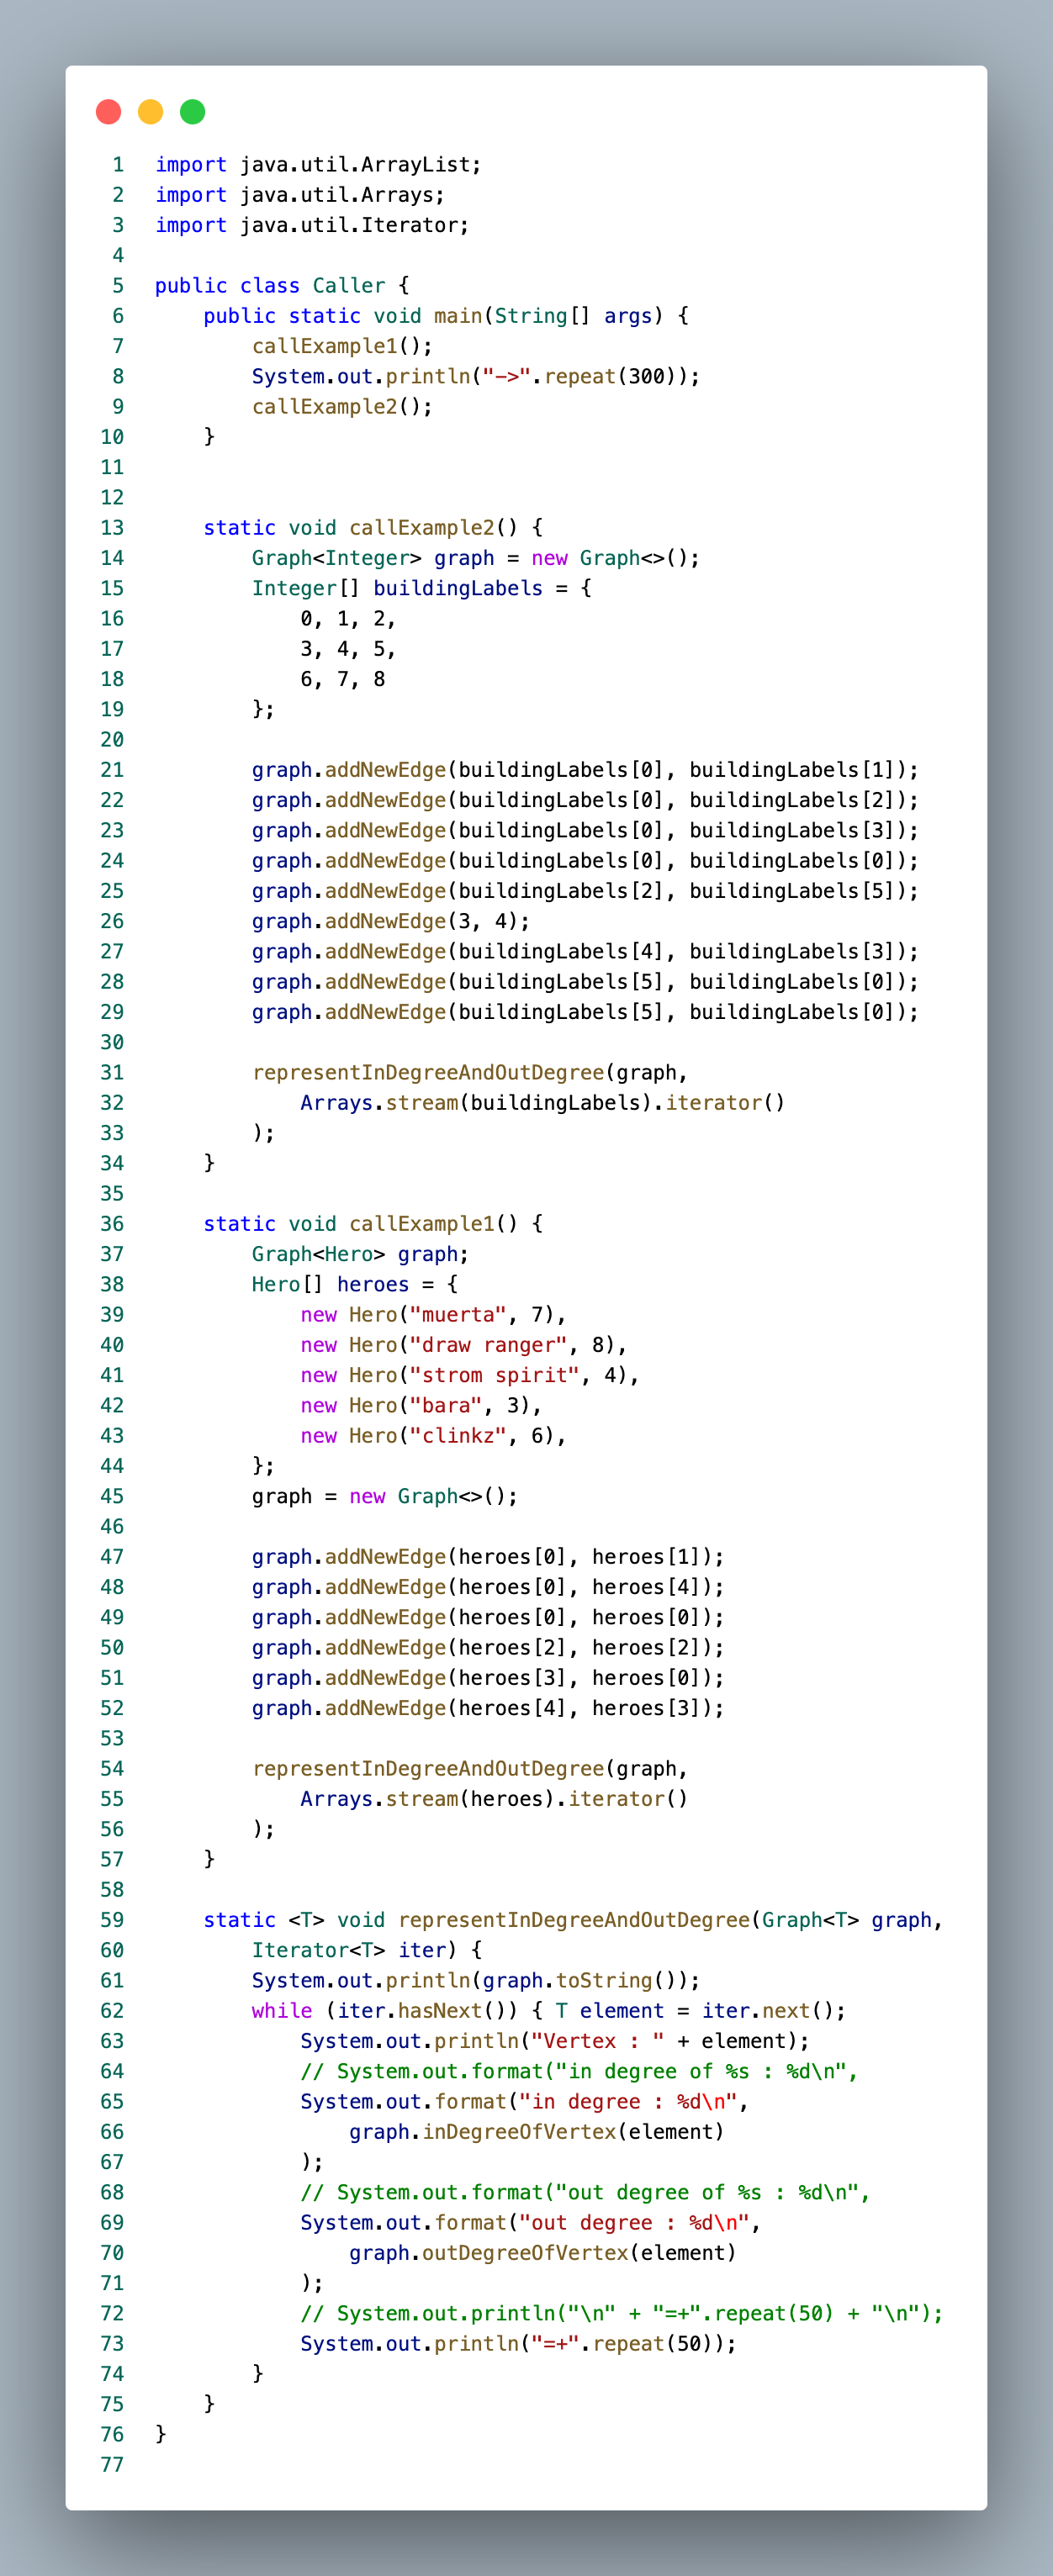 1 import java.util.ArrayList;
2 import java.util.Arrays;
3 import java.util.Iterator;
4
5 public class Caller {
6     public static void main(String[] args) {
7         callExample1();
8         System.out.println("->".repeat(300));
9         callExample2();
10     }
11
12
13     static void callExample2() {
14         Graph<Integer> graph = new Graph<>();
15         Integer[] buildingLabels = {
16             0, 1, 2,
17             3, 4, 5,
18             6, 7, 8
19         };
20
21         graph.addNewEdge(buildingLabels[0], buildingLabels[1]);
22         graph.addNewEdge(buildingLabels[0], buildingLabels[2]);
23         graph.addNewEdge(buildingLabels[0], buildingLabels[3]);
24         graph.addNewEdge(buildingLabels[0], buildingLabels[0]);
25         graph.addNewEdge(buildingLabels[2], buildingLabels[5]);
26         graph.addNewEdge(3, 4);
27         graph.addNewEdge(buildingLabels[4], buildingLabels[3]);
28         graph.addNewEdge(buildingLabels[5], buildingLabels[0]);
29         graph.addNewEdge(buildingLabels[5], buildingLabels[0]);
30
31         representInDegreeAndOutDegree(graph,
32             Arrays.stream(buildingLabels).iterator()
33         );
34     }
35
36     static void callExample1() {
37         Graph<Hero> graph;
38         Hero[] heroes = {
39             new Hero("muerta", 7),
40             new Hero("draw ranger", 8),
41             new Hero("strom spirit", 4),
42             new Hero("bara", 3),
43             new Hero("clinkz", 6),
44         };
45         graph = new Graph<>();
46
47         graph.addNewEdge(heroes[0], heroes[1]);
48         graph.addNewEdge(heroes[0], heroes[4]);
49         graph.addNewEdge(heroes[0], heroes[0]);
50         graph.addNewEdge(heroes[2], heroes[2]);
51         graph.addNewEdge(heroes[3], heroes[0]);
52         graph.addNewEdge(heroes[4], heroes[3]);
53
54         representInDegreeAndOutDegree(graph,
55             Arrays.stream(heroes).iterator()
56         );
57     }
58
59     static <T> void representInDegreeAndOutDegree(Graph<T> graph,
60         Iterator<T> iter) {
61         System.out.println(graph.toString());
62         while (iter.hasNext()) { T element = iter.next();
63             System.out.println("Vertex : " + element);
64             // System.out.format("in degree of %s : %d\n",
65             System.out.format("in degree : %d\n",
66                 graph.inDegreeOfVertex(element)
67             );
68             // System.out.format("out degree of %s : %d\n",
69             System.out.format("out degree : %d\n",
70                 graph.outDegreeOfVertex(element)
71             );
72             // System.out.println("\n" + "=+".repeat(50) + "\n");
73             System.out.println("=+".repeat(50));
74         }
75     }
76 }
77